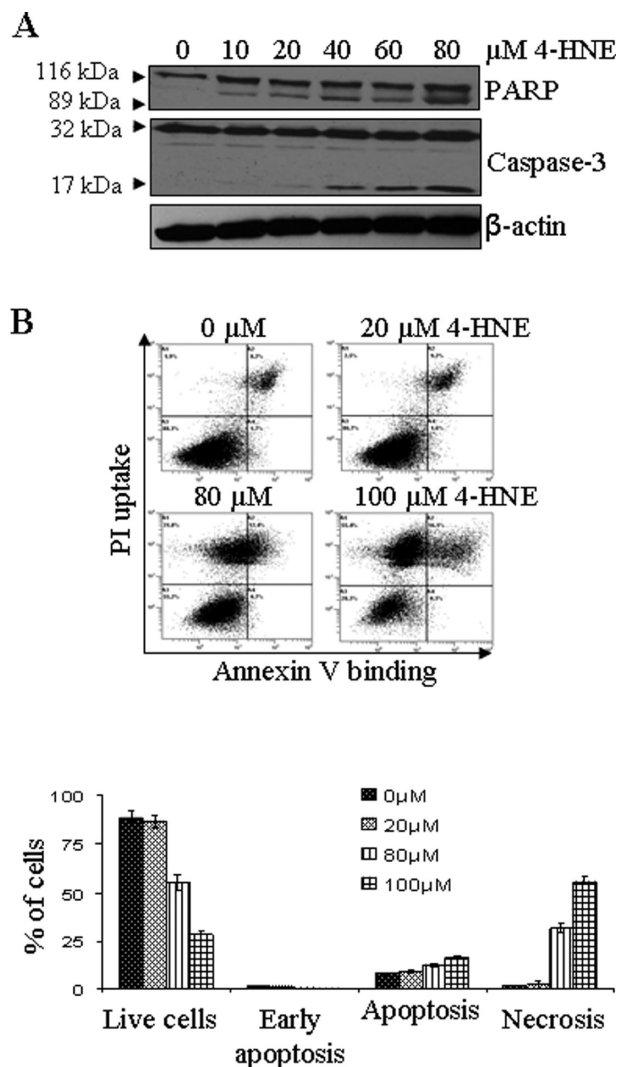 A
0 10 20 40 60 80 µM 4-HNE
116 kDa
89 kDa
PARP
32 kDa
17 kDa
Caspase-3
β-actin
B
0 µM 20 µM 4-HNE
80 µM 100 µM 4-HNE
PI uptake
Annexin V binding
% of cells
100
75
50
25
0
0µM
20µM
80µM
100µM
Live cells
Early apoptosis
Apoptosis
Necrosis